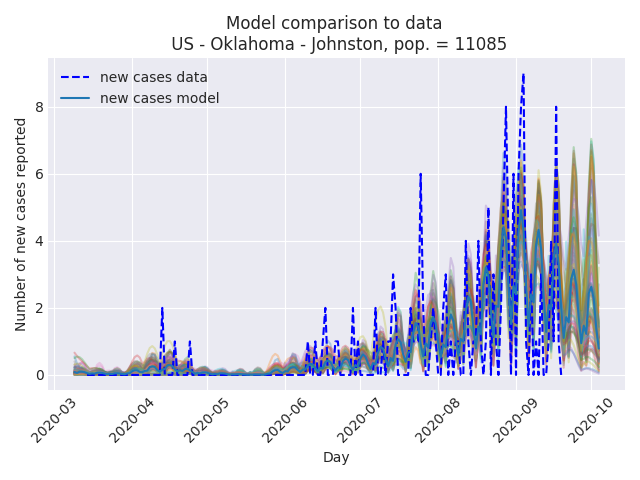 Model comparison to data
US - Oklahoma - Johnston, pop. = 11085
new cases data
new cases model
Number of new cases reported
8
6
4
2
0
2020-03
2020-04
2020-05
2020-06
2020-07
2020-08
2020-09
2020-10
Day